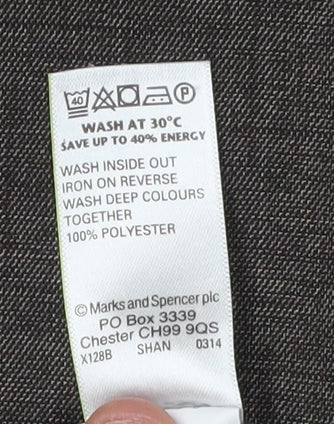 40 P
WASH AT 30°C
SAVE UP TO 40% ENERGY
WASH INSIDE OUT
IRON ON REVERSE
WASH DEEP COLOURS
TOGETHER
100% POLYESTER
© Marks and Spencer plc
PO Box 3339
Chester CH99 9QS
X128B SHAN 0314